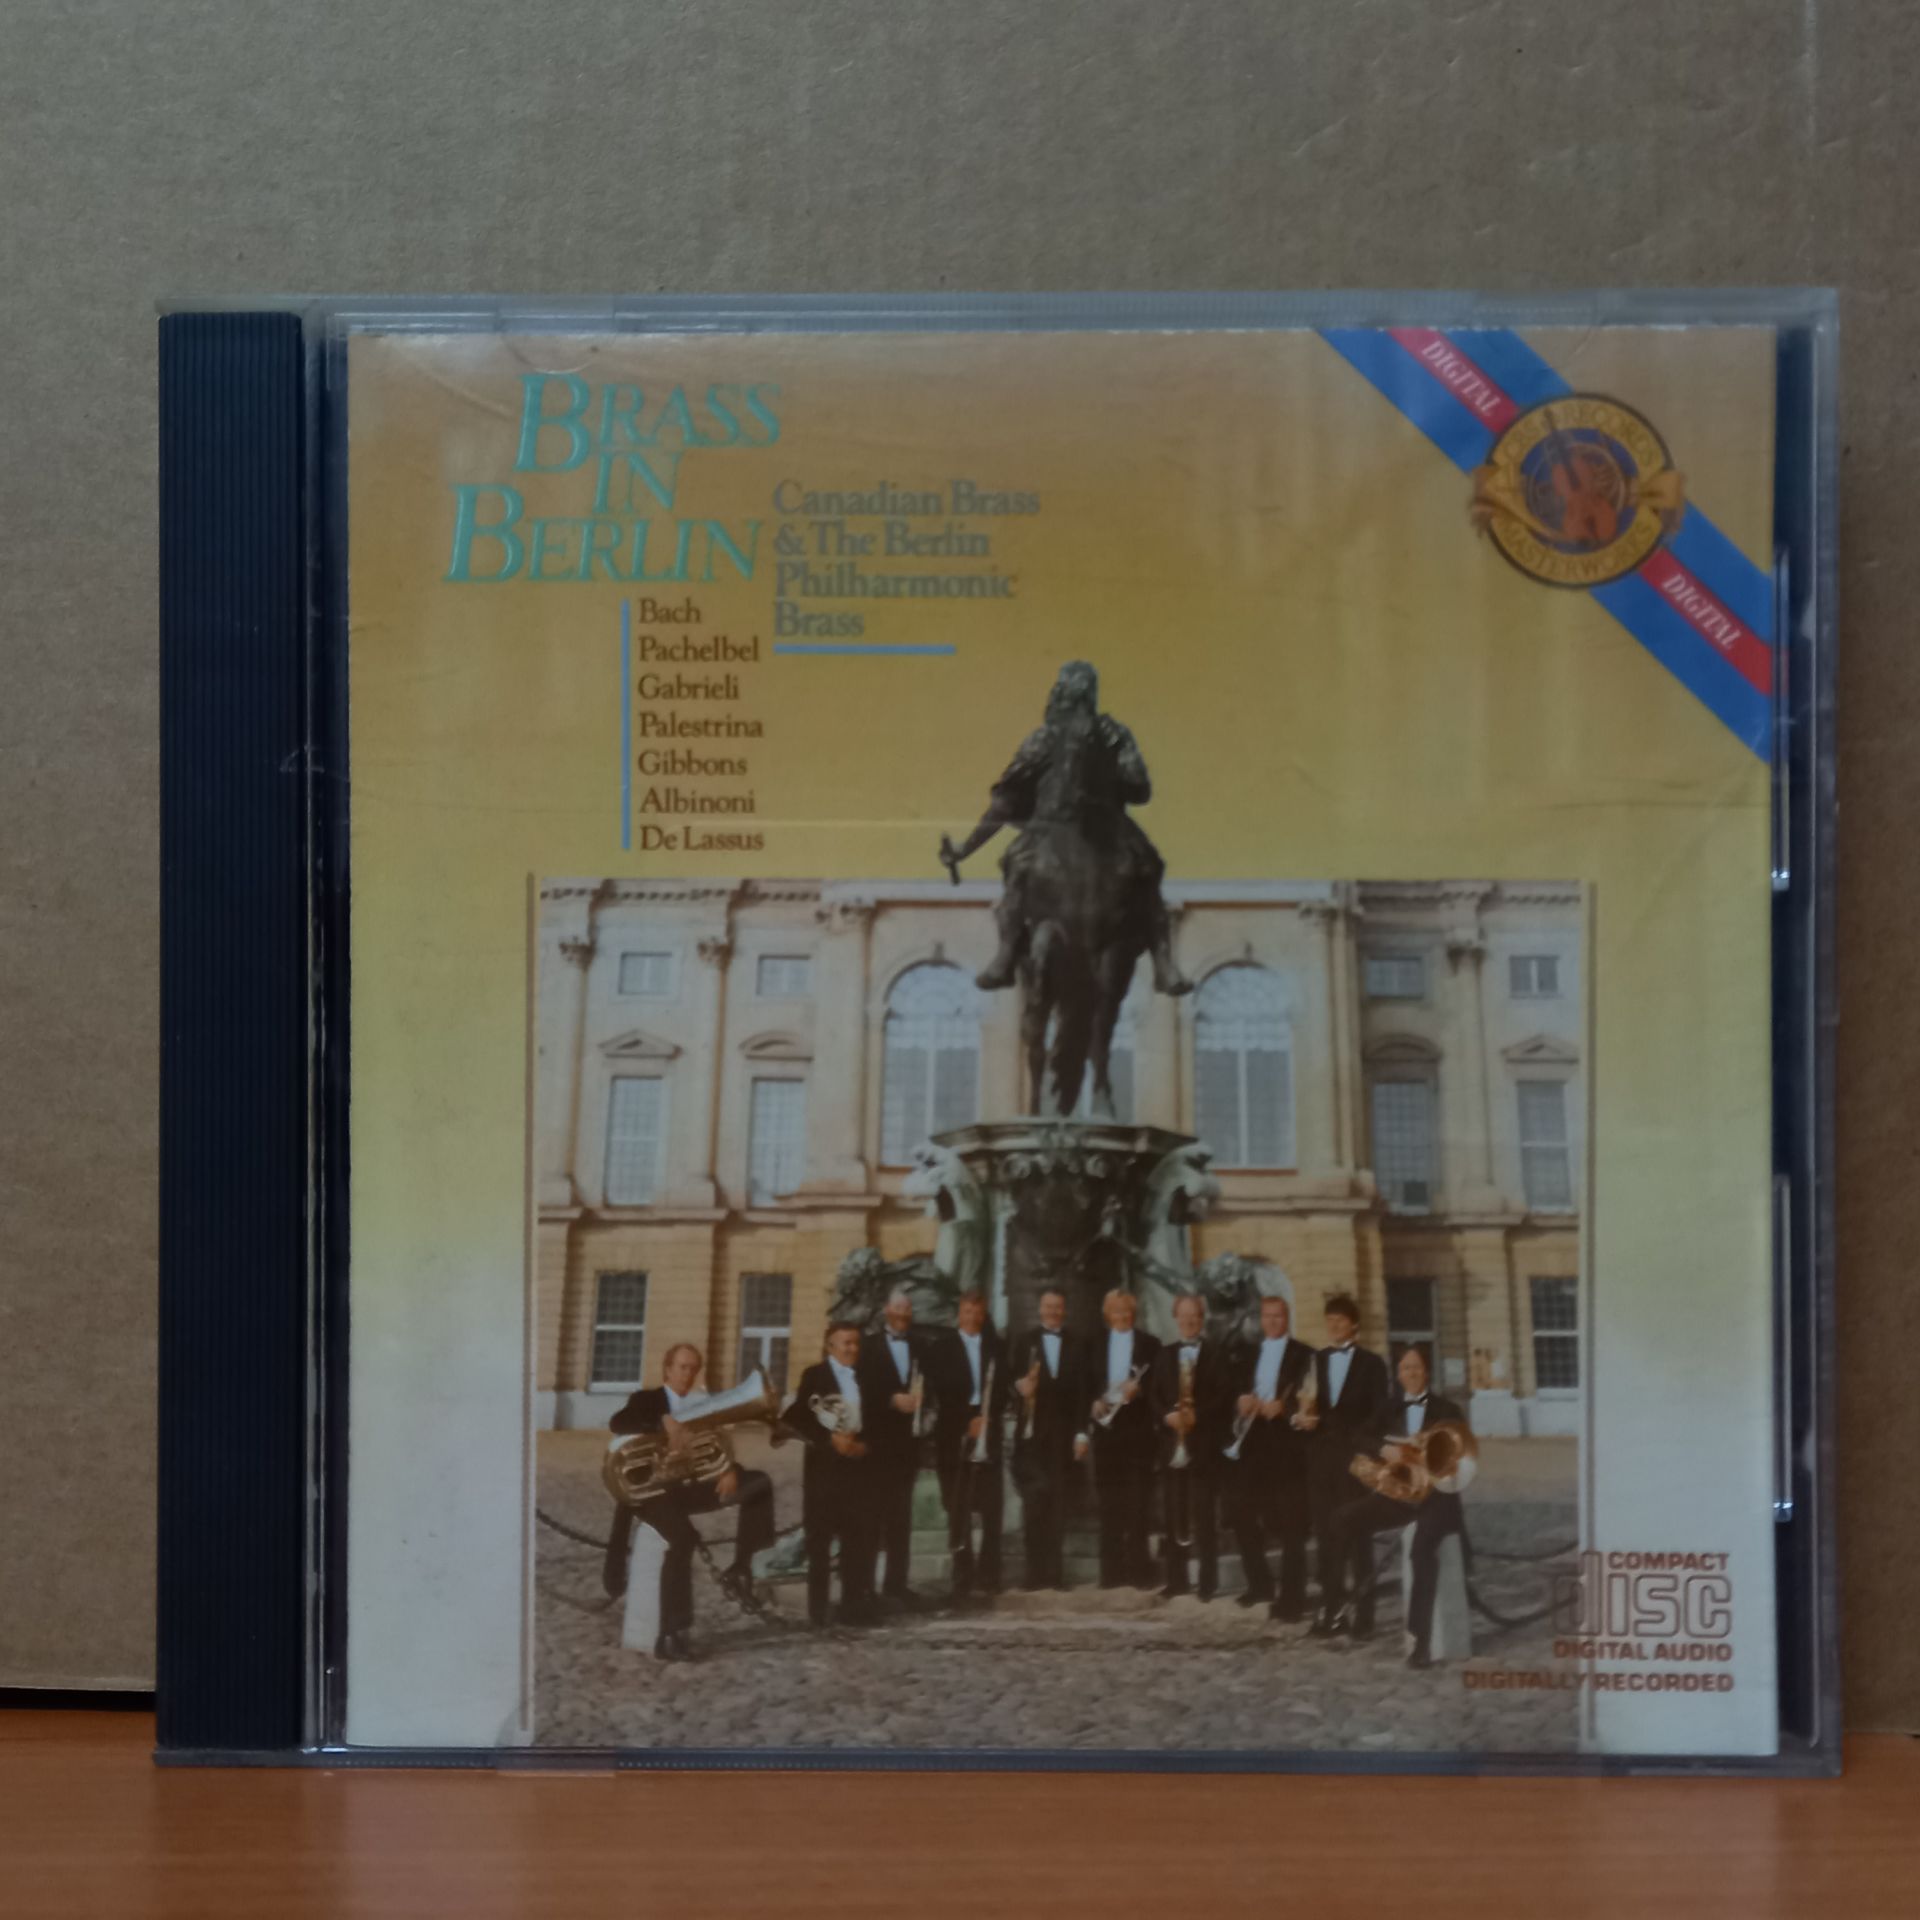 BRASS
IN
BERLIN
Canadian Brass
& The Berlin
Philharmonic
Brass
Bach
Pachelbel
Gabrieli
Palestrina
Gibbons
Albinoni
De Lassus
DIGITAL
RECORDS
MASTERWORKS
DIGITAL
COMPACT
disc
DIGITAL AUDIO
DIGITALLY RECORDED